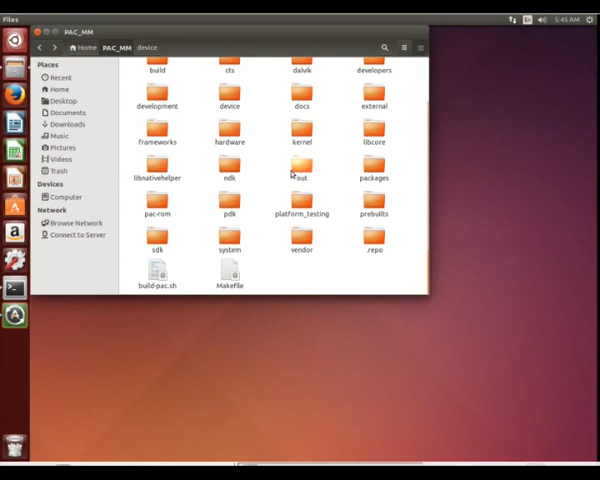 Files
En
5:45 AM
PAC_MM
Home
PAC_MM
device
Places
Recent
Home
Desktop
Documents
Downloads
Music
Pictures
Videos
Trash
Devices
Computer
Network
Browse Network
Connect to Server
build
cts
dalvik
developers
development
device
docs
external
frameworks
hardware
kernel
libcore
libnativehelper
ndk
out
packages
pac-rom
pdk
platform_testing
prebuilts
sdk
system
vendor
.repo
build-pac.sh
Makefile